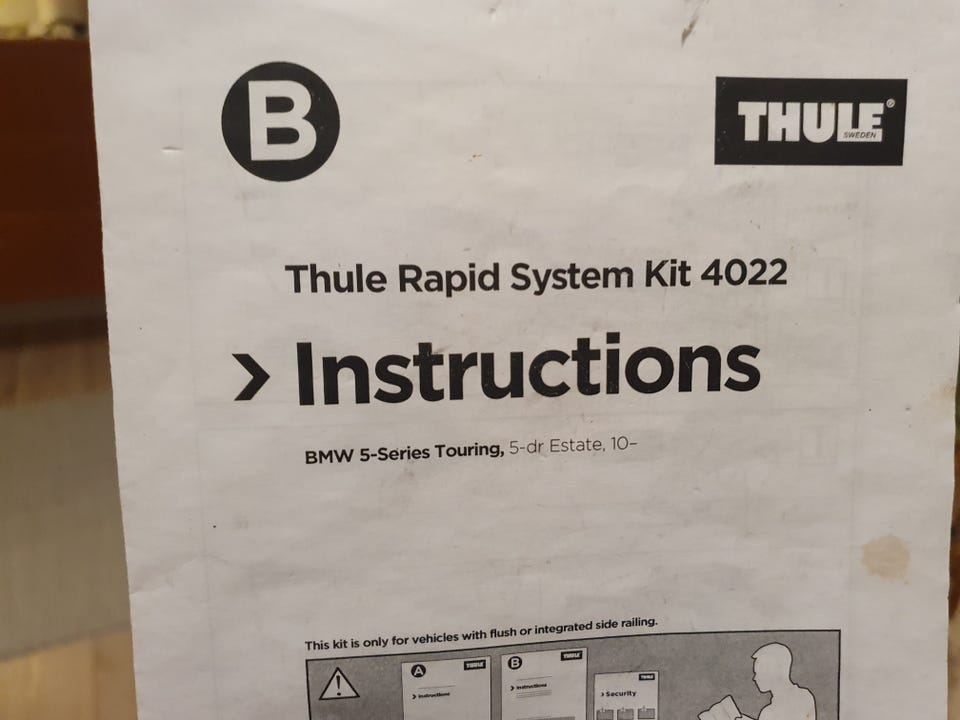 B
THULE®
SWEDEN
Thule Rapid System Kit 4022
› Instructions
BMW 5-Series Touring, 5-dr Estate, 10–
This kit is only for vehicles with flush or integrated side railing.
A THULE
› Instructions
B THULE
› Instructions
THULE
› Security